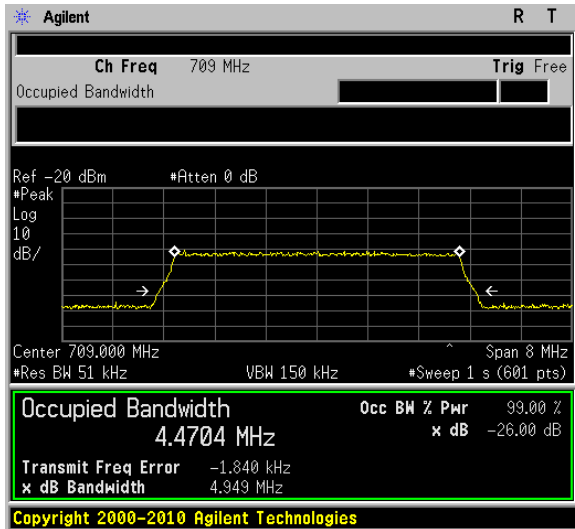 Agilent R T
Ch Freq 709 MHz Trig Free
Occupied Bandwidth
Ref -20 dBm #Atten 0 dB
#Peak
Log
10
dB/
Center 709.000 MHz Span 8 MHz
#Res BW 51 kHz VBW 150 kHz #Sweep 1 s (601 pts)
Occupied Bandwidth Occ BW % Pwr 99.00 %
4.4704 MHz x dB -26.00 dB
Transmit Freq Error -1.840 kHz
x dB Bandwidth 4.949 MHz
Copyright 2000-2010 Agilent Technologies